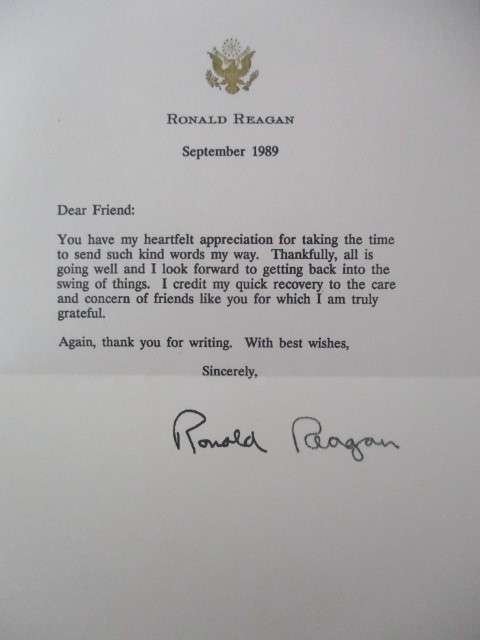 RONALD REAGAN
September 1989
Dear Friend:
You have my heartfelt appreciation for taking the time
to send such kind words my way.  Thankfully, all is
going well and I look forward to getting back into the
swing of things.  I credit my quick recovery to the care
and concern of friends like you for which I am truly
grateful.
Again, thank you for writing.  With best wishes,
Sincerely,
Ronald Reagan